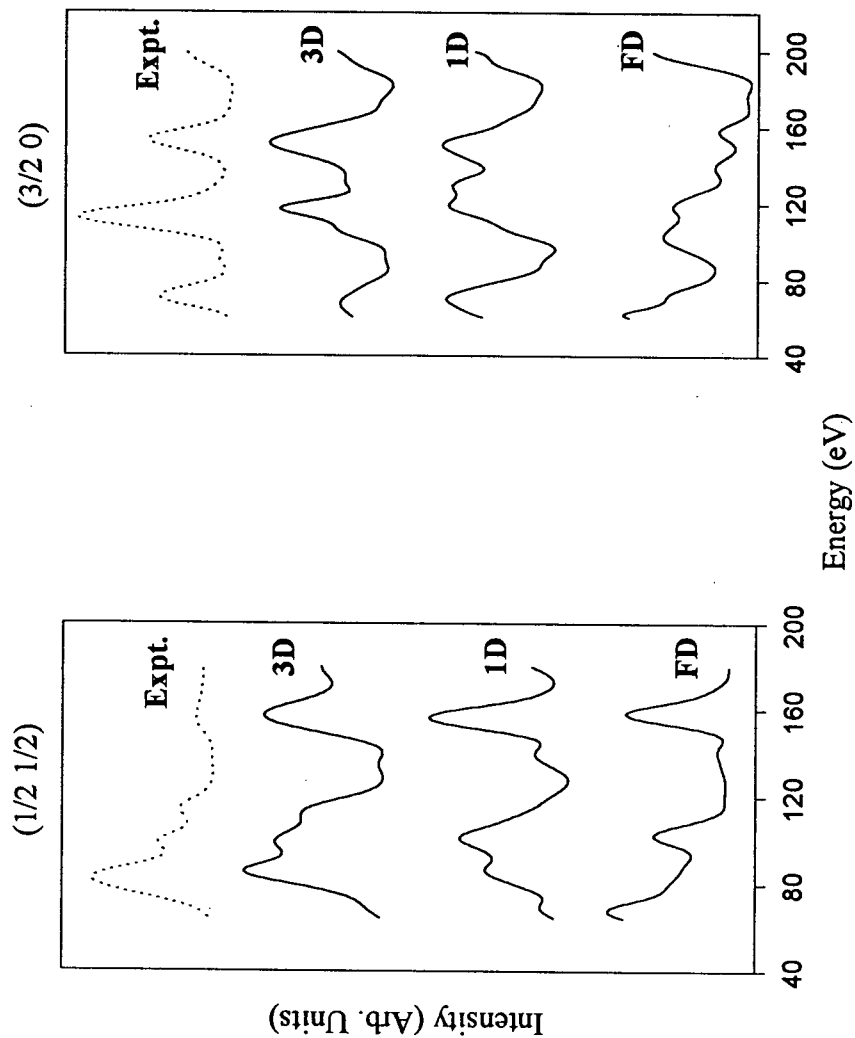 (1/2 1/2)
Expt.
3D
1D
FD
40 80 120 160 200
(3/2 0)
Expt.
3D
1D
FD
40 80 120 160 200
Energy (eV)
Intensity (Arb. Units)